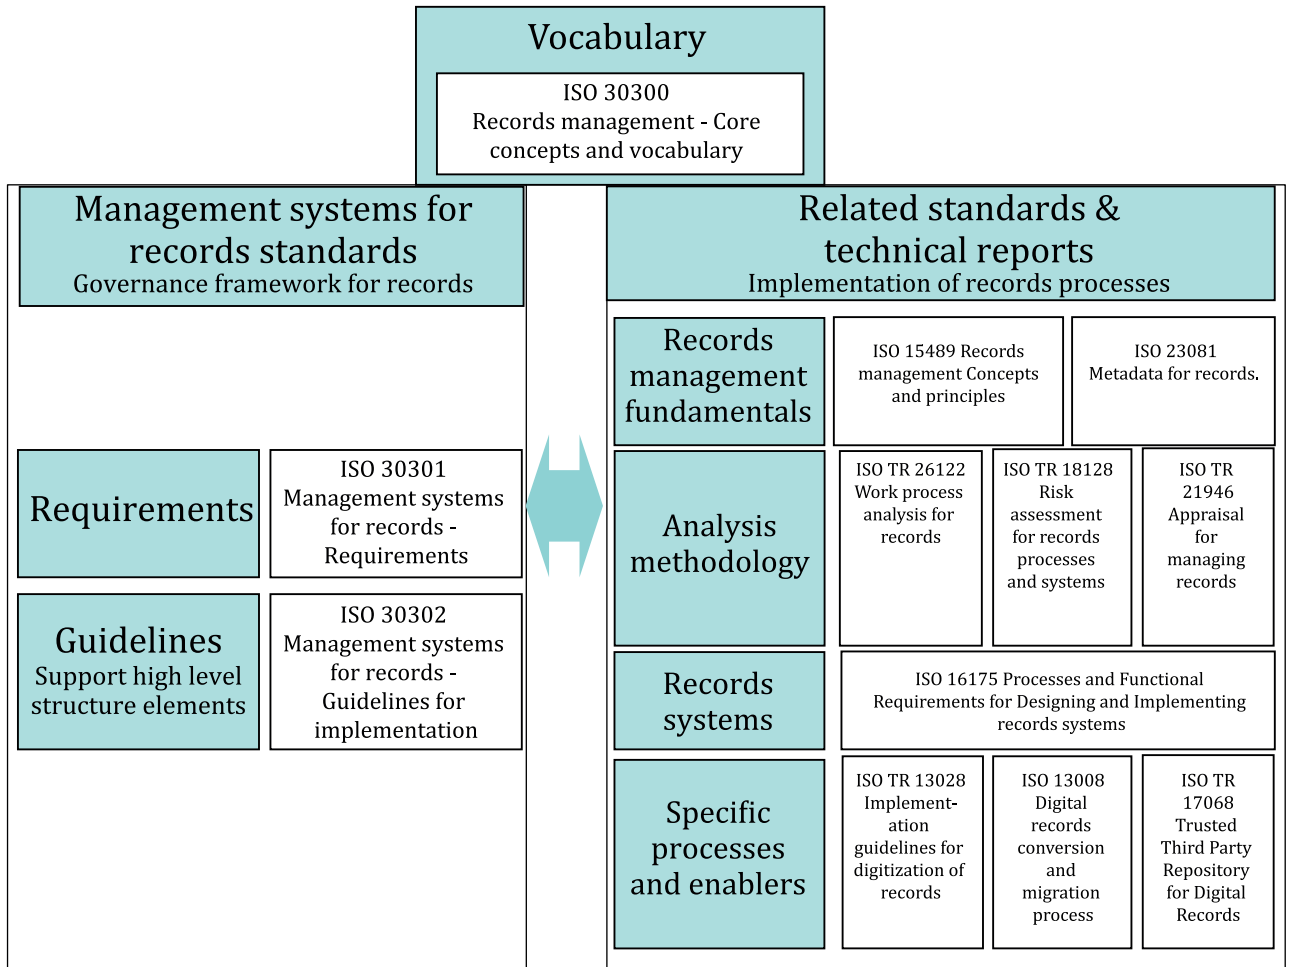 Vocabulary
ISO 30300
Records management - Core
concepts and vocabulary
Management systems for
records standards
Governance framework for records
Requirements
ISO 30301
Management systems
for records -
Requirements
Guidelines
Support high level
structure elements
ISO 30302
Management systems
for records -
Guidelines for
implementation
Related standards &
technical reports
Implementation of records processes
Records
management
fundamentals
ISO 15489 Records
management Concepts
and principles
ISO 23081
Metadata for records.
Analysis
methodology
ISO TR 26122
Work process
analysis for
records
ISO TR 18128
Risk
assessment
for records
processes
and systems
ISO TR
21946
Appraisal
for
managing
records
Records
systems
ISO 16175 Processes and Functional
Requirements for Designing and Implementing
records systems
Specific
processes
and enablers
ISO TR 13028
Implement-
ation
guidelines for
digitization of
records
ISO 13008
Digital
records
conversion
and
migration
process
ISO TR
17068
Trusted
Third Party
Repository
for Digital
Records